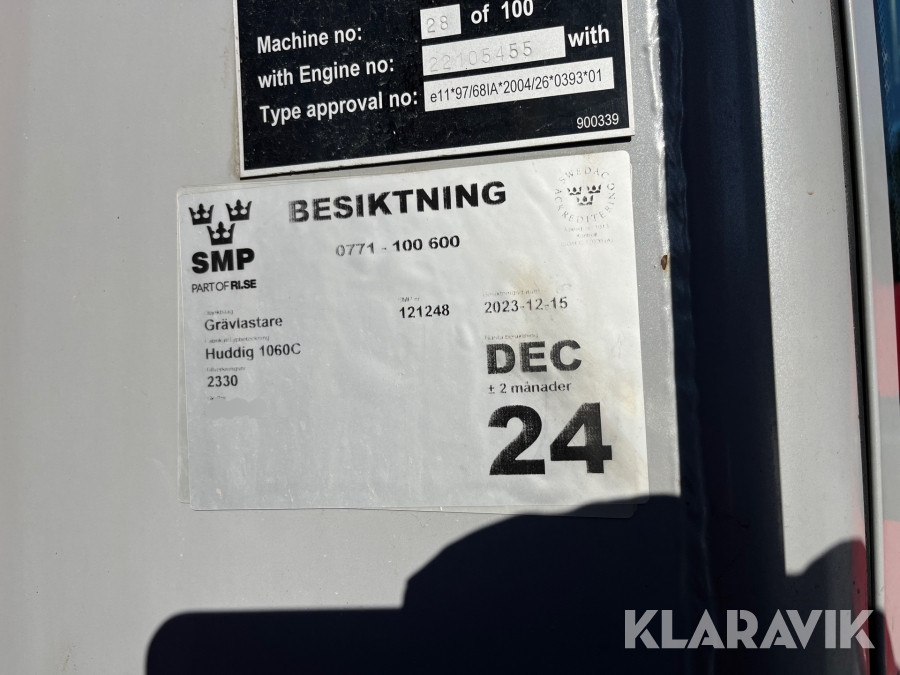 Machine no: 28 of 100
with Engine no: 22105455 with
Type approval no: e11*97/68IA*2004/26*0393*01
900339
BESIKTNING
SWEDAC ACKREDITERING
0771 - 100 600
SMP
PART OF RI.SE
Grävlastare
121248
2023-12-15
Huddig 1060C
2330
DEC
± 2 månader
24
KLARAVIK